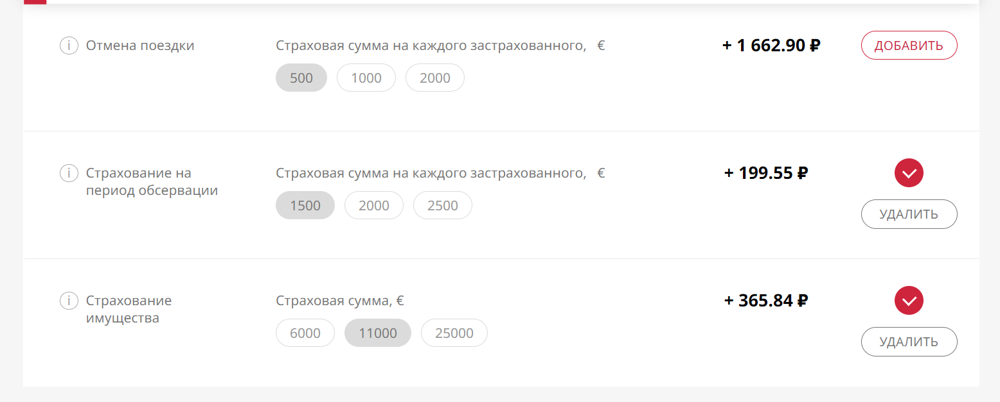 Отмена поездки Страховая сумма на каждого застрахованного, € + 1 662.90 ₽ ДОБАВИТЬ
500 1000 2000
Страхование на Страховая сумма на каждого застрахованного, € + 199.55 ₽
период обсервации
1500 2000 2500
УДАЛИТЬ
Страхование Страховая сумма, € + 365.84 ₽
имущества
6000 11000 25000
УДАЛИТЬ